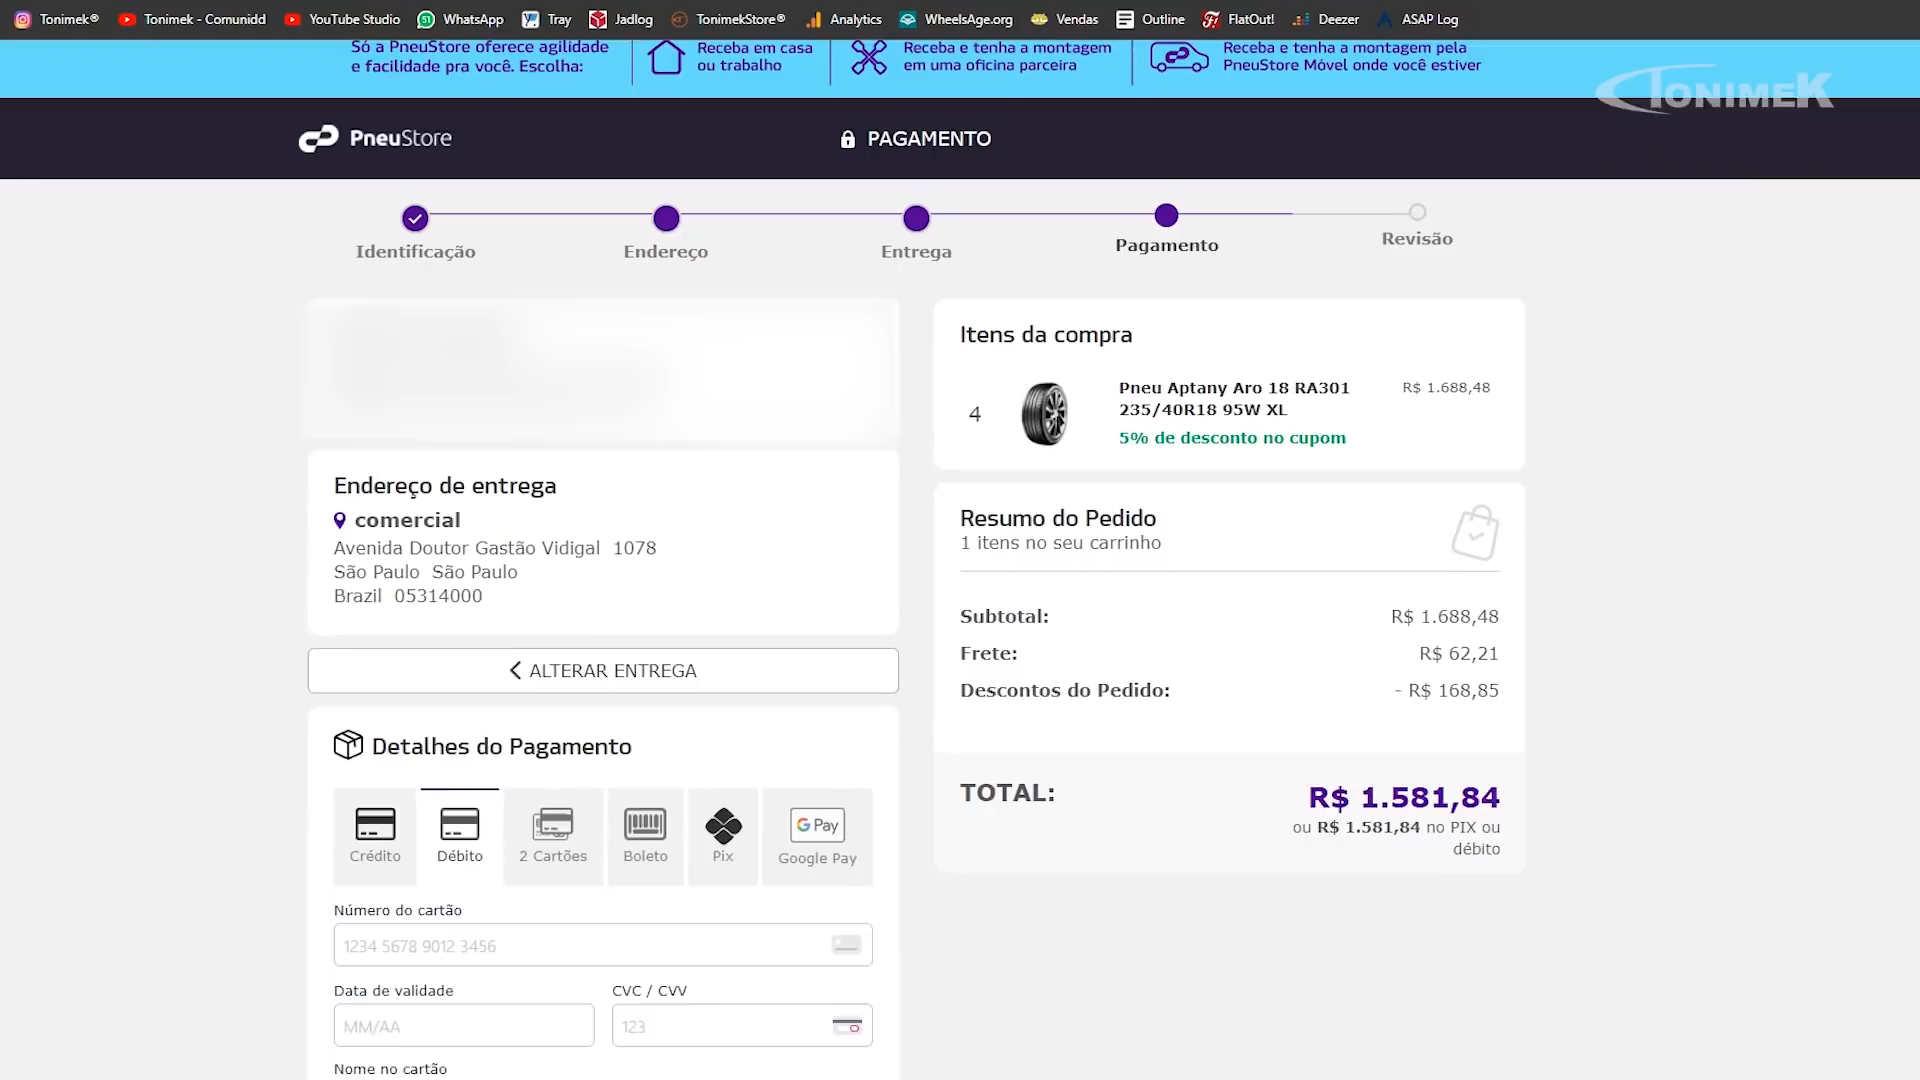 Tonimek® Tonimek - Comunidd YouTube Studio WhatsApp Tray Jadlog TonimekStore® Analytics WheelsAge.org Vendas Outline FlatOut! Deezer ASAP Log
Só a PneuStore oferece agilidade
e facilidade pra você. Escolha:
Receba em casa
ou trabalho
Receba e tenha a montagem
em uma oficina parceira
Receba e tenha a montagem pela
PneuStore Móvel onde você estiver
TONIMEK
PneuStore
PAGAMENTO
Identificação
Endereço
Entrega
Pagamento
Revisão
Endereço de entrega
comercial
Avenida Doutor Gastão Vidigal 1078
São Paulo São Paulo
Brazil 05314000
ALTERAR ENTREGA
Detalhes do Pagamento
Crédito
Débito
2 Cartões
Boleto
Pix
G Pay
Google Pay
Número do cartão
1234 5678 9012 3456
Data de validade
CVC / CVV
MM/AA
123
Nome no cartão
Itens da compra
4
Pneu Aptany Aro 18 RA301
235/40R18 95W XL
5% de desconto no cupom
R$ 1.688,48
Resumo do Pedido
1 itens no seu carrinho
Subtotal: R$ 1.688,48
Frete: R$ 62,21
Descontos do Pedido: - R$ 168,85
TOTAL: R$ 1.581,84
ou R$ 1.581,84 no PIX ou
débito